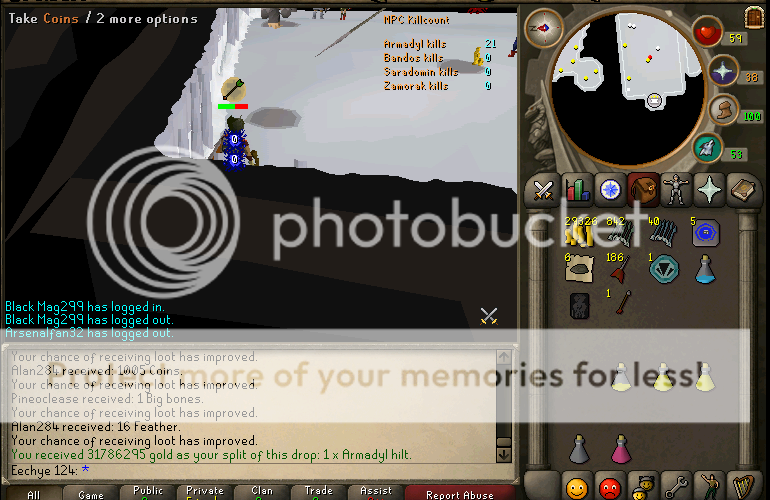 Take Coins / 2 more options
NPC Killcount
Armadyl kills 21
Bandos kills 0
Saradomin kills 0
Zamorak kills 0
59
38
100
53
0
0
photobucket
842
40
5
6
186
1
1
Black Mag299 has logged in.
Black Mag299 has logged out.
Arsenalfan32 has logged out.
Protect more of your memories for less!
Your chance of receiving loot has improved.
Alan284 received: 1005 Coins.
Your chance of receiving loot has improved.
Pineoclease received: 1 Big bones.
Your chance of receiving loot has improved.
Alan284 received: 16 Feather.
Your chance of receiving loot has improved.
You received 31786295 gold as your split of this drop: 1 x Armadyl hilt.
Eechye 124: *
All Game Public Private Clan Trade Assist Report Abuse